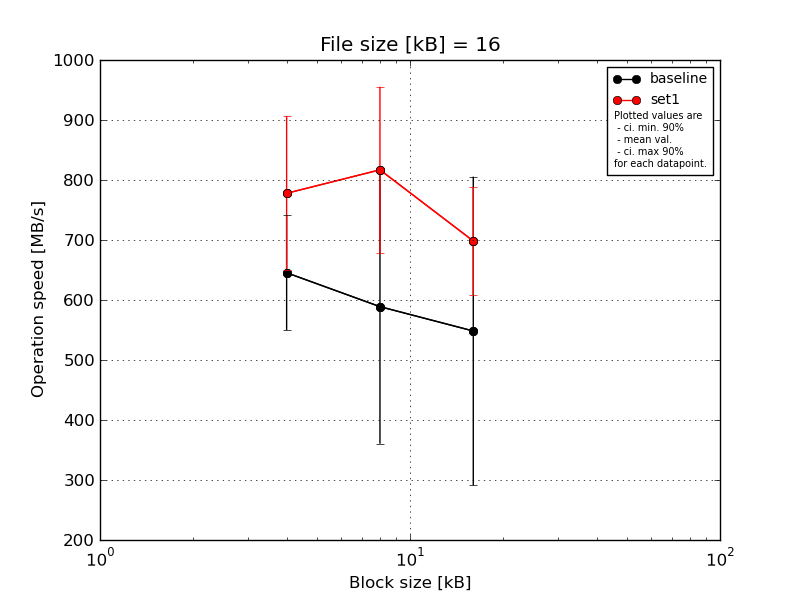 File size [kB] = 16
1000
900
800
700
600
500
400
300
200
Operation speed [MB/s]
baseline
set1
Plotted values are
- ci. min. 90%
- mean val.
- ci. max 90%
for each datapoint.
10⁰
10¹
10²
Block size [kB]